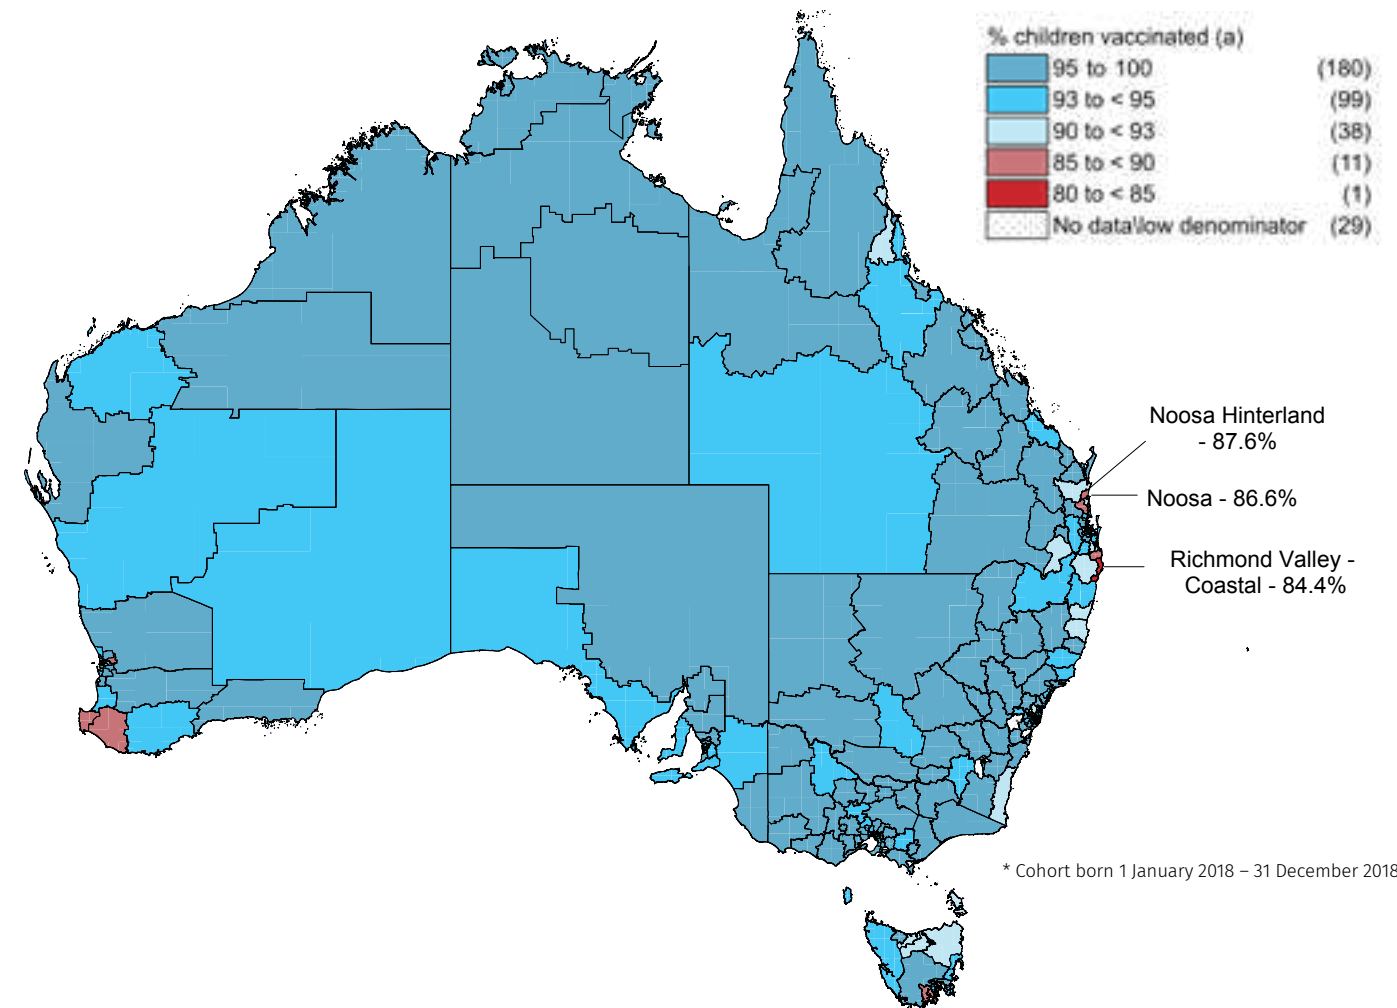 % children vaccinated (a)
95 to 100 (180)
93 to < 95 (99)
90 to < 93 (38)
85 to < 90 (11)
80 to < 85 (1)
No data\low denominator (29)
Noosa Hinterland
- 87.6%
Noosa - 86.6%
Richmond Valley -
Coastal - 84.4%
* Cohort born 1 January 2018 – 31 December 2018